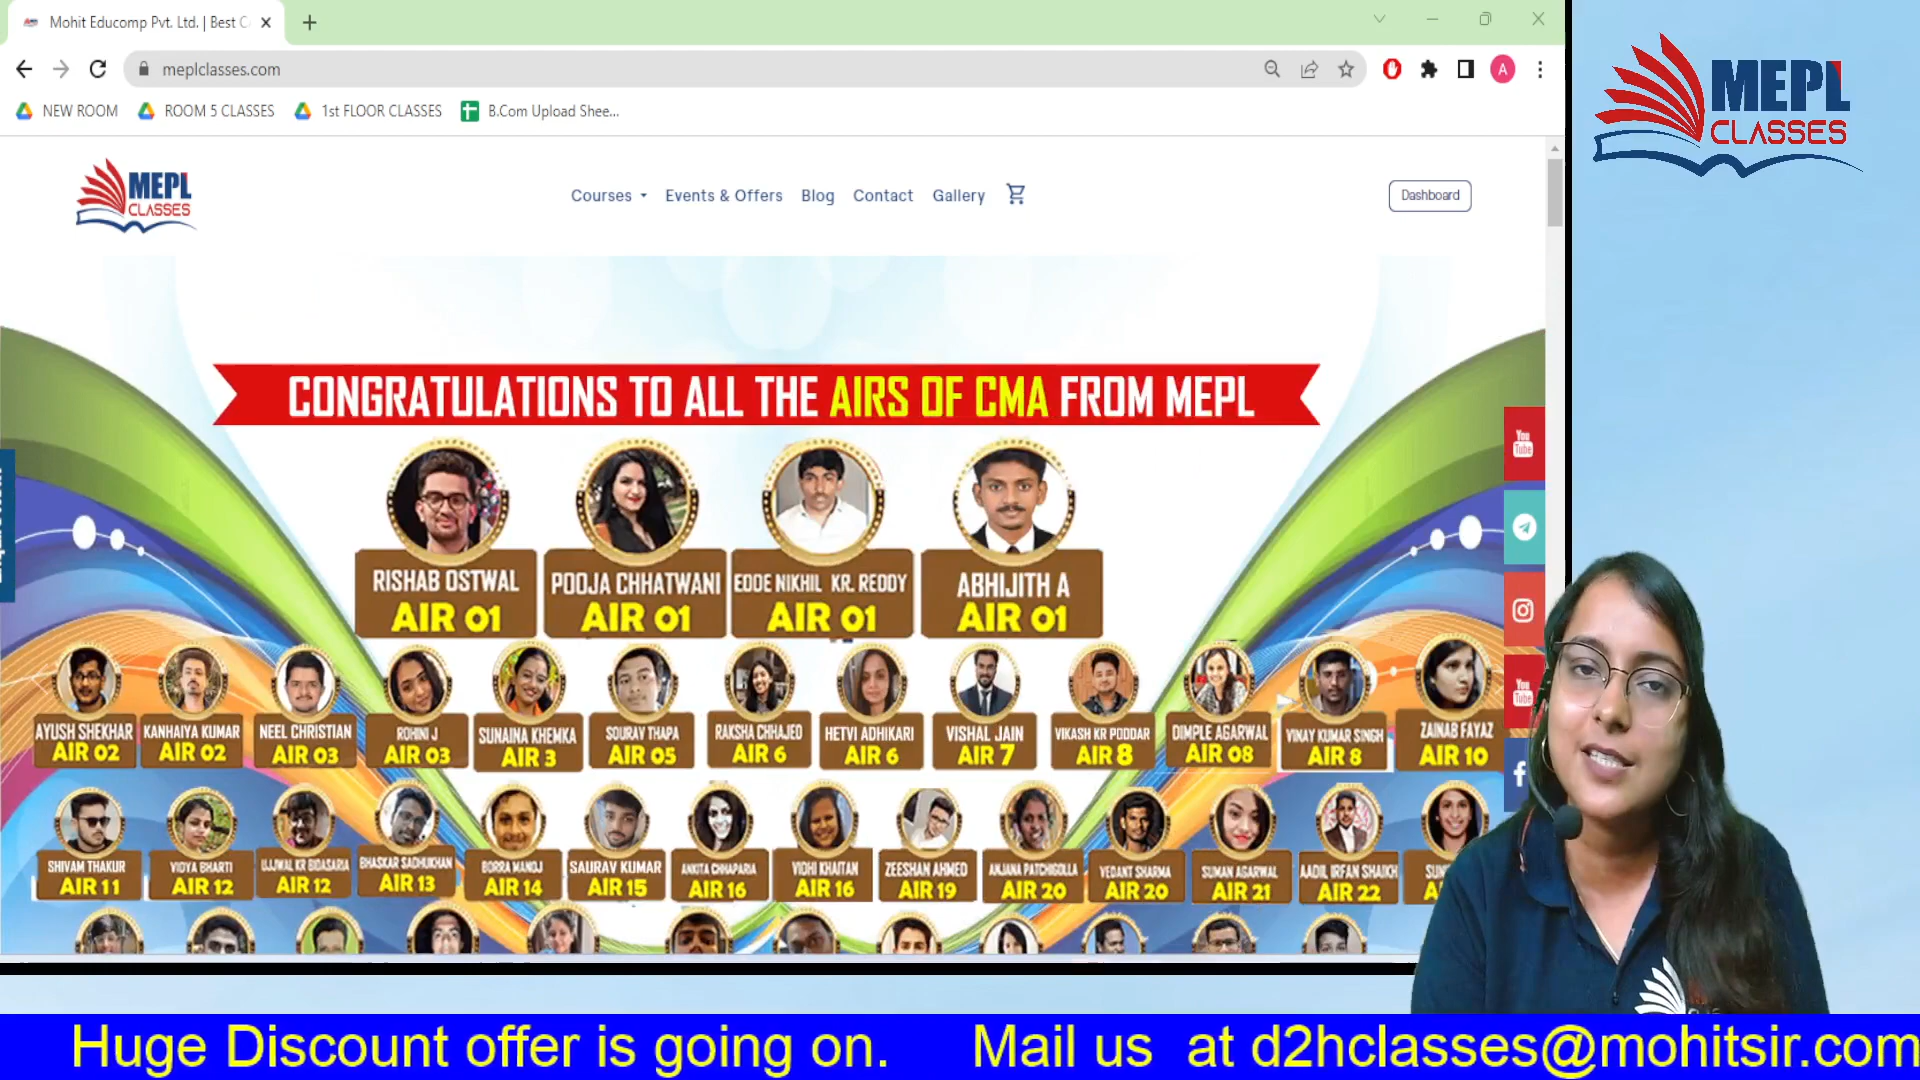 Mohit Educomp Pvt. Ltd. | Best C
meplclasses.com
A
NEW ROOM ROOM 5 CLASSES 1st FLOOR CLASSES B.Com Upload Shee...
MEPL
CLASSES
MEPL
CLASSES
Courses Events & Offers Blog Contact Gallery Dashboard
CONGRATULATIONS TO ALL THE AIRS OF CMA FROM MEPL
RISHAB OSTWAL POOJA CHHATWANI EDDE NIKHIL KR. REDDY ABHIJITH A
AIR 01 AIR 01 AIR 01 AIR 01
You
Tube
You
Tube
AYUSH SHEKHAR KANHAIYA KUMAR NEEL CHRISTIAN ROHINI J SUNAINA KHEMKA SOURAV THAPA RAKSHA CHHAJED HETVI ADHIKARI VISHAL JAIN VIKASH KR PODDAR DIMPLE AGARWAL VINAY KUMAR SINGH ZAINAB FAYAZ
AIR 02 AIR 02 AIR 03 AIR 03 AIR 3 AIR 05 AIR 6 AIR 6 AIR 7 AIR 8 AIR 08 AIR 8 AIR 10
SHIVAM THAKUR VIDYA BHARTI UJJWAL KR BIDASARIA BHASKAR SADHUKHAN BORRA MANOJ SAURAV KUMAR ANKITA CHHAPARIA VIDHI KHAITAN ZEESHAN AHMED ANJANA PATCHIGOLLA VEDANT SHARMA SUMAN AGARWAL AADIL IRFAN SHAIKH
AIR 11 AIR 12 AIR 12 AIR 13 AIR 14 AIR 15 AIR 16 AIR 16 AIR 19 AIR 20 AIR 20 AIR 21 AIR 22
Huge Discount offer is going on. Mail us at d2hclasses@mohitsir.com